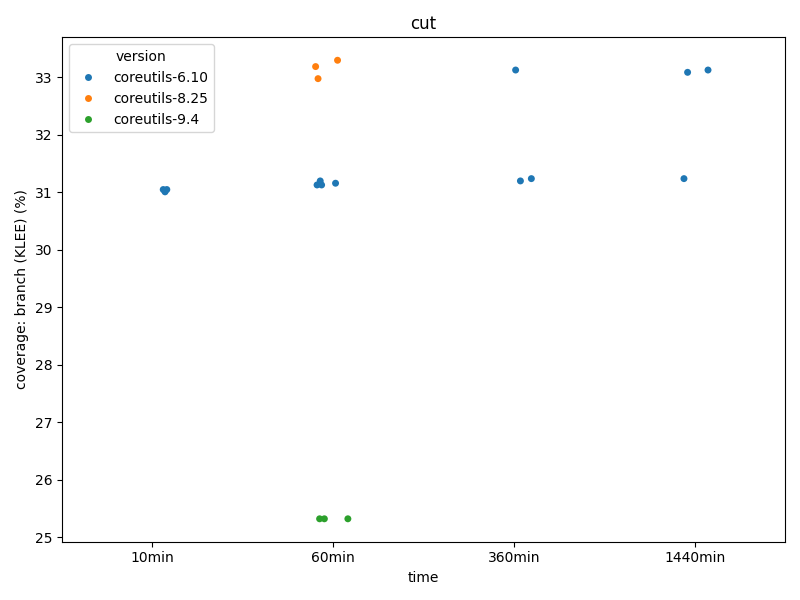 cut
version
coreutils-6.10
coreutils-8.25
coreutils-9.4
coverage: branch (KLEE) (%)
33
32
31
30
29
28
27
26
25
10min
60min
360min
1440min
time